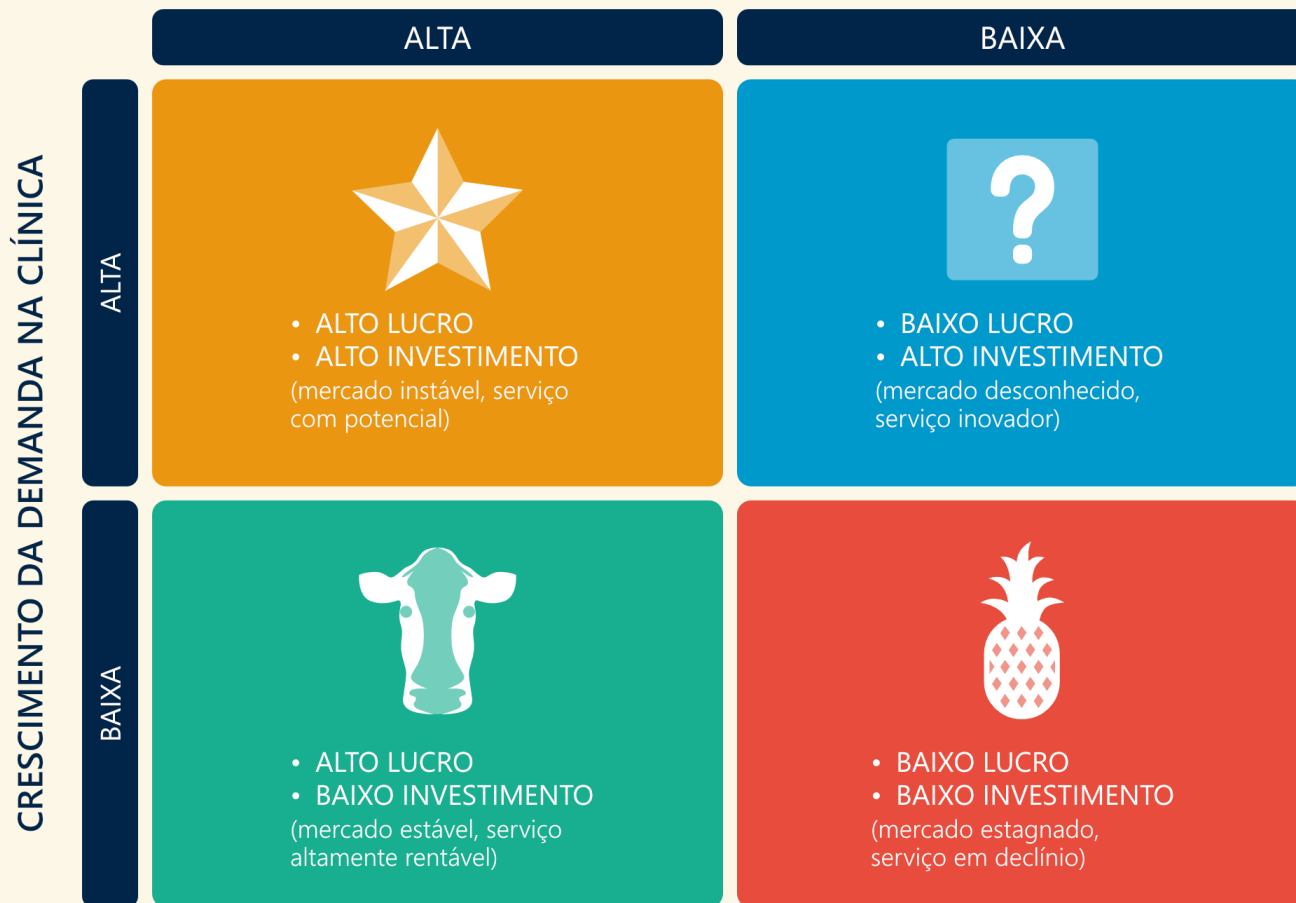 ALTA
BAIXA
CRESCIMENTO DA DEMANDA NA CLÍNICA
ALTA
• ALTO LUCRO
• ALTO INVESTIMENTO
(mercado instável, serviço
com potencial)
?
• BAIXO LUCRO
• ALTO INVESTIMENTO
(mercado desconhecido,
serviço inovador)
BAIXA
• ALTO LUCRO
• BAIXO INVESTIMENTO
(mercado estável, serviço
altamente rentável)
• BAIXO LUCRO
• BAIXO INVESTIMENTO
(mercado estagnado,
serviço em declínio)